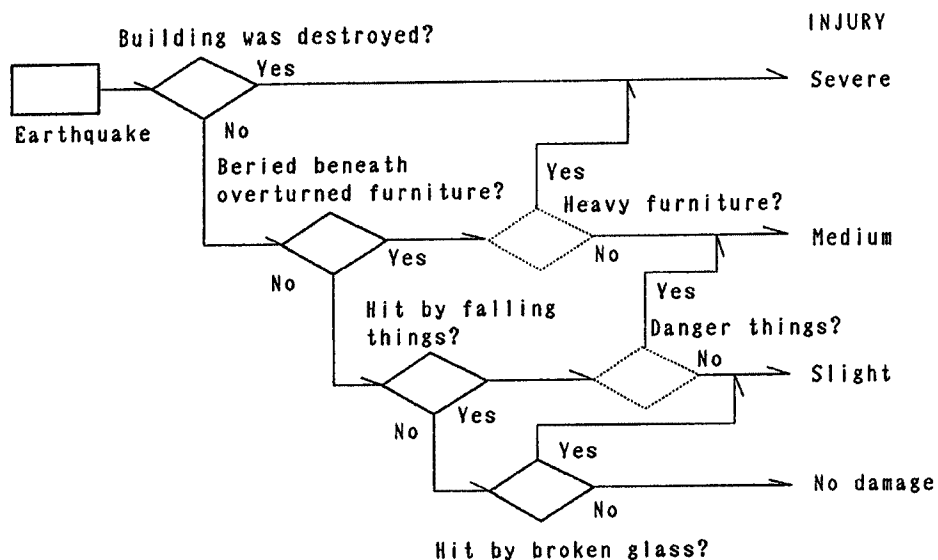 INJURY
Building was destroyed?
Yes
Severe
Earthquake
No
Beried beneath
overturned furniture?
Yes
Heavy furniture?
Yes
No
Medium
No
Hit by falling
things?
Yes
Danger things?
No
Slight
Yes
No
Yes
No damage
No
Hit by broken glass?